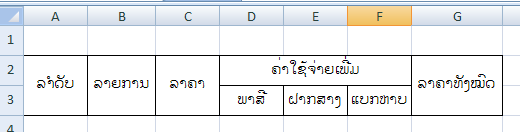 A B C D E F G
1
2 ລຳດັບ ລາຍການ ລາຄາ ຄ່າໃຊ້ຈ່າຍເພີ່ມ ລາຄາທັງໝົດ
3 ພາສີ ຝາກສາງ ແບກຫາບ
4